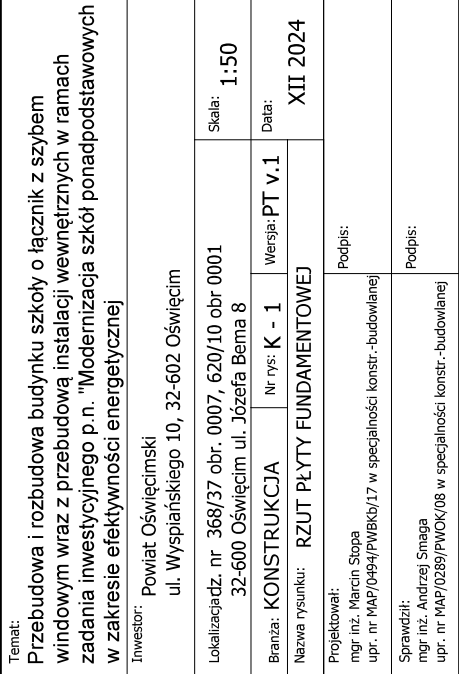 Temat:
Przebudowa i rozbudowa budynku szkoły o łącznik z szybem
windowym wraz z przebudową instalacji wewnętrznych w ramach
zadania inwestycyjnego p.n. "Modernizacja szkół ponadpodstawowych
w zakresie efektywności energetycznej
Inwestor: Powiat Oświęcimski
ul. Wyspiańskiego 10, 32-602 Oświęcim
Lokalizacja dz. nr 368/37 obr. 0007, 620/10 obr 0001
32-600 Oświęcim ul. Józefa Bema 8
Skala: 1:50
Branża: KONSTRUKCJA Nr rys: K - 1 Wersja: PT v.1
Data: XII 2024
Nazwa rysunku: RZUT PŁYTY FUNDAMENTOWEJ
Projektował:
mgr inż. Marcin Stopa
upr. nr MAP/0494/PWBKb/17 w specjalności konstr.-budowlanej
Podpis:
Sprawdził:
mgr inż. Andrzej Smaga
upr. nr MAP/0289/PWOK/08 w specjalności konstr.-budowlanej
Podpis: